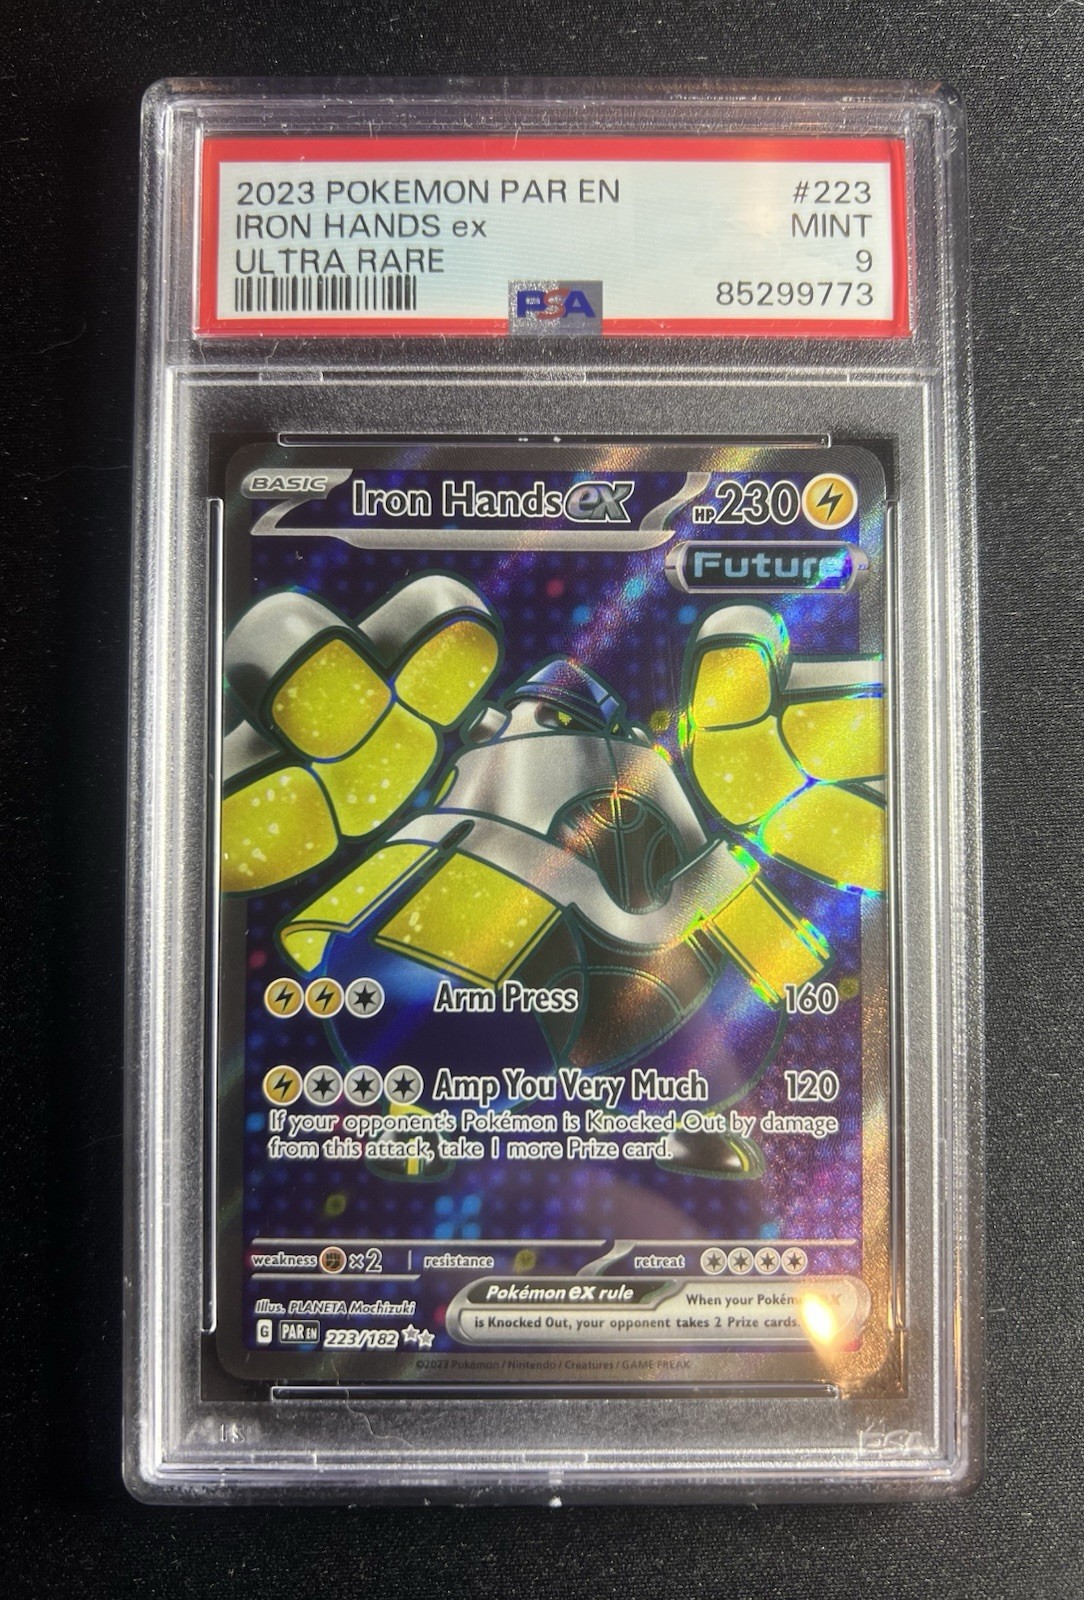 2023 POKEMON PAR EN #223
IRON HANDS ex MINT
ULTRA RARE 9
PSA 85299773
BASIC Iron Hands ex HP 230
Future
Arm Press 160
Amp You Very Much 120
If your opponent's Pokémon is Knocked Out by damage
from this attack, take 1 more Prize card.
weakness ×2 resistance retreat
Pokémon ex rule
When your Pokémon ex
is Knocked Out, your opponent takes 2 Prize cards.
Illus. PLANETA Mochizuki
G PAR EN 223/182
©2023 Pokémon / Nintendo / Creatures / GAME FREAK